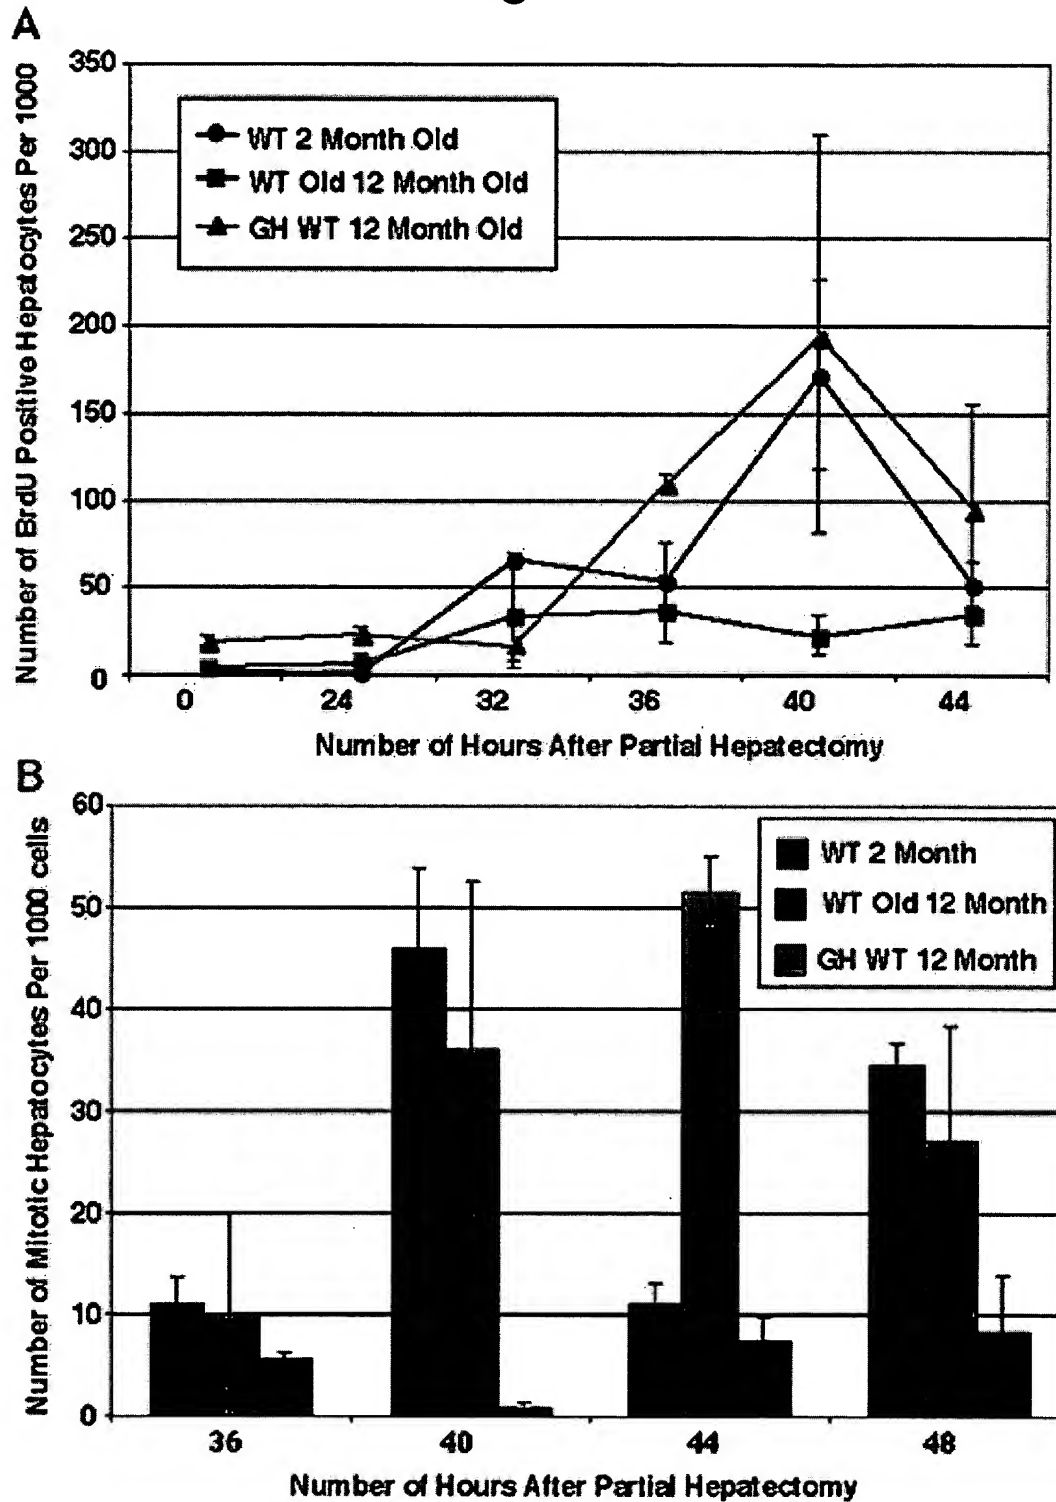 A
Number of BrdU Positive Hepatocytes Per 1000
350
300
250
200
150
100
50
0
WT 2 Month Old
WT Old 12 Month Old
GH WT 12 Month Old
0 24 32 36 40 44
Number of Hours After Partial Hepatectomy
B
Number of Mitotic Hepatocytes Per 1000 cells
60
50
40
30
20
10
0
WT 2 Month
WT Old 12 Month
GH WT 12 Month
36 40 44 48
Number of Hours After Partial Hepatectomy